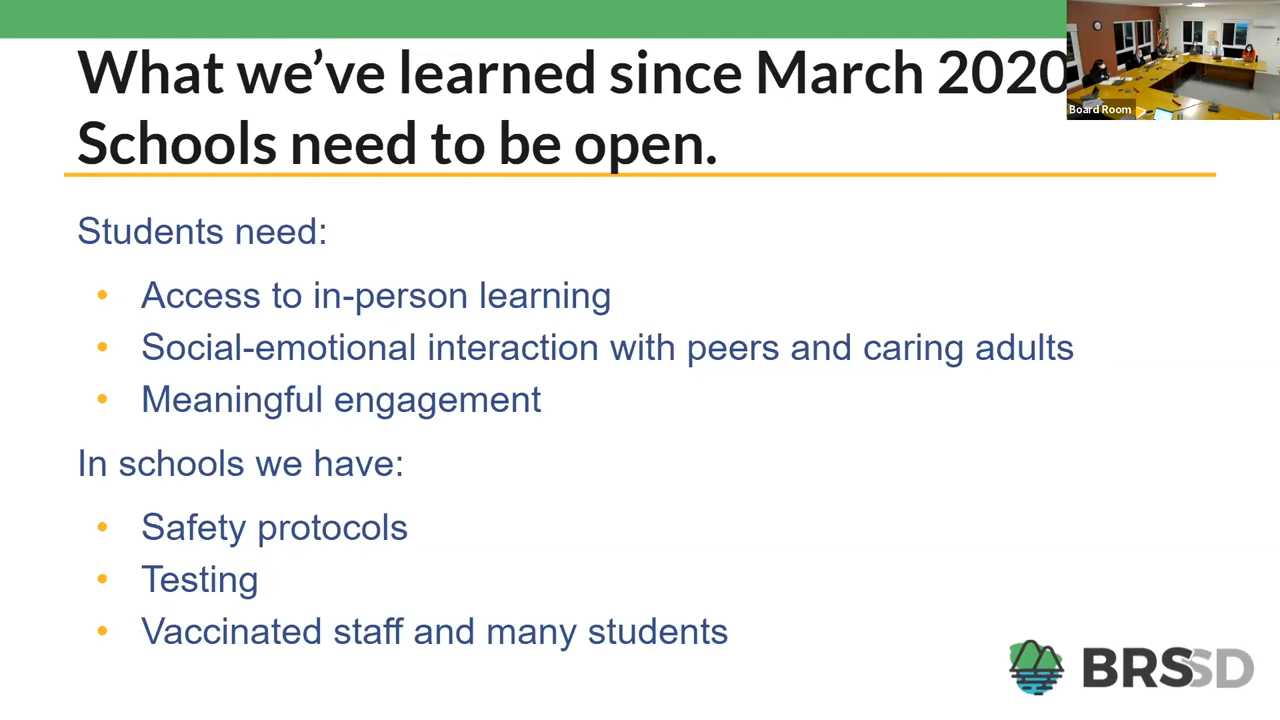 What we've learned since March 2020
Schools need to be open.
Board Room
Students need:
• Access to in-person learning
• Social-emotional interaction with peers and caring adults
• Meaningful engagement
In schools we have:
• Safety protocols
• Testing
• Vaccinated staff and many students
BRSSD